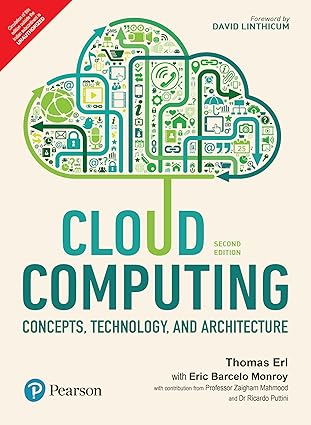 Foreword by
DAVID LINTHICUM
CLOUD
SECOND
EDITION
COMPUTING
CONCEPTS, TECHNOLOGY, AND ARCHITECTURE
Thomas Erl
with Eric Barcelo Monroy
with contribution from Professor Zaigham Mahmood
and Dr Ricardo Puttini
Pearson